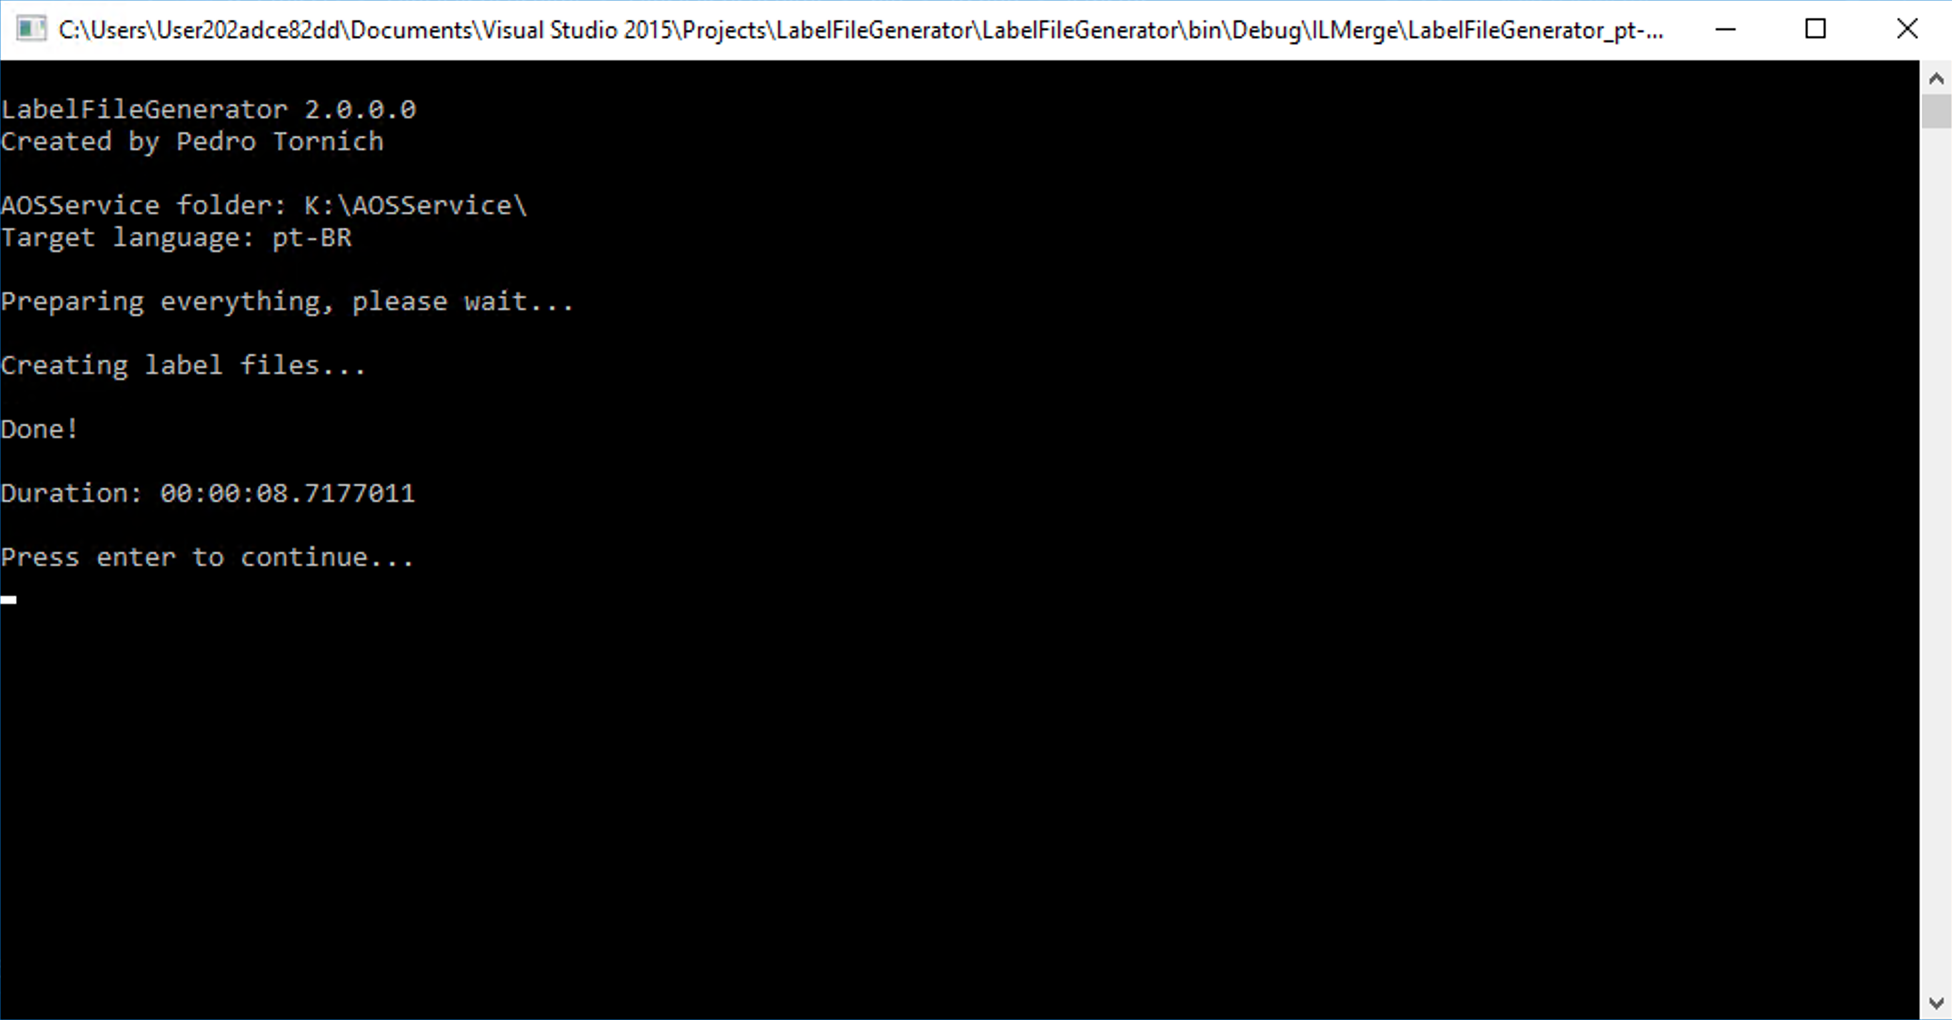 C:\Users\User202adce82dd\Documents\Visual Studio 2015\Projects\LabelFileGenerator\LabelFileGenerator\bin\Debug\ILMerge\LabelFileGenerator_pt-...
LabelFileGenerator 2.0.0.0
Created by Pedro Tornich
AOSService folder: K:\AOSService\
Target language: pt-BR
Preparing everything, please wait...
Creating label files...
Done!
Duration: 00:00:08.7177011
Press enter to continue...